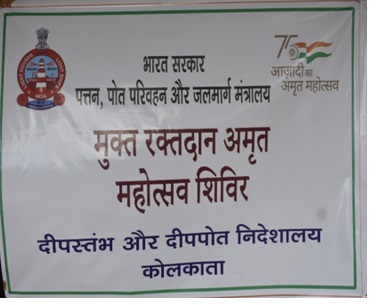 75
आज़ादी का
अमृत महोत्सव
भारत सरकार
पत्तन, पोत परिवहन और जलमार्ग मंत्रालय
मुक्त रक्तदान अमृत
महोत्सव शिविर
दीपस्तंभ और दीपपोत निदेशालय
कोलकाता